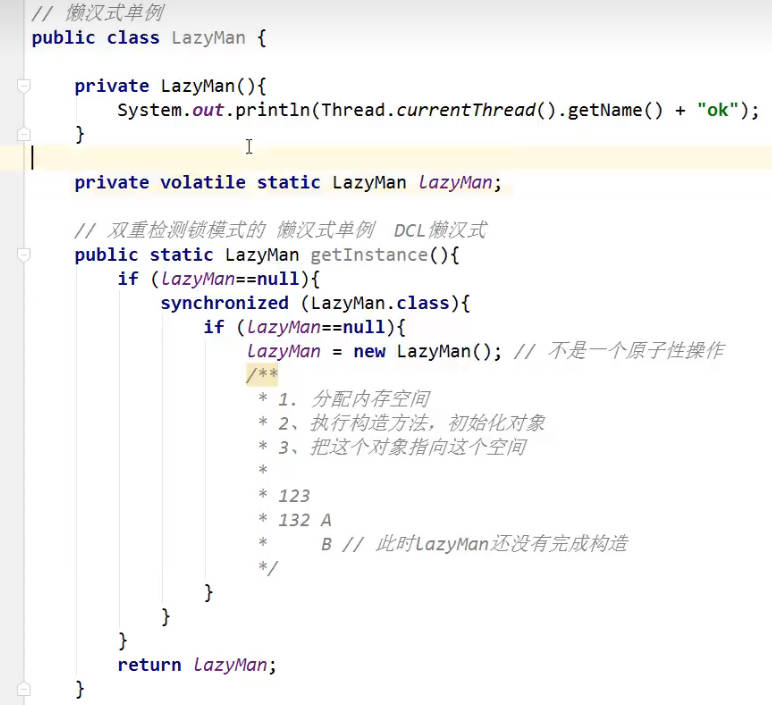 // 懒汉式单例
public class LazyMan {
private LazyMan(){
System.out.println(Thread.currentThread().getName() + "ok");
}
private volatile static LazyMan lazyMan;
// 双重检测锁模式的 懒汉式单例  DCL懒汉式
public static LazyMan getInstance(){
if (lazyMan==null){
synchronized (LazyMan.class){
if (lazyMan==null){
lazyMan = new LazyMan(); // 不是一个原子性操作
/**
* 1. 分配内存空间
* 2、执行构造方法，初始化对象
* 3、把这个对象指向这个空间
*
* 123
* 132 A
*     B // 此时lazyMan还没有完成构造
*/
}
}
}
return lazyMan;
}